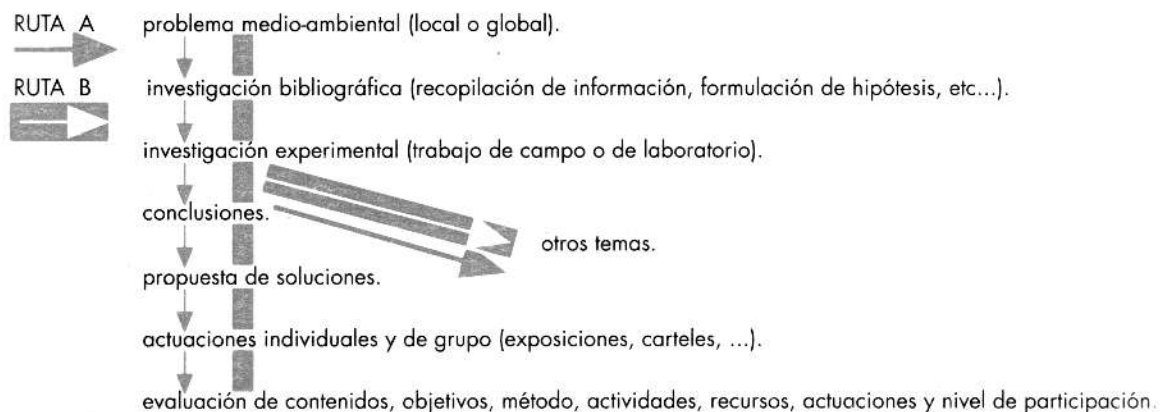 RUTA A problema medio-ambiental (local o global).
RUTA B investigación bibliográfica (recopilación de información, formulación de hipótesis, etc...).
investigación experimental (trabajo de campo o de laboratorio).
conclusiones.
otros temas.
propuesta de soluciones.
actuaciones individuales y de grupo (exposiciones, carteles, ...).
evaluación de contenidos, objetivos, método, actividades, recursos, actuaciones y nivel de participación.